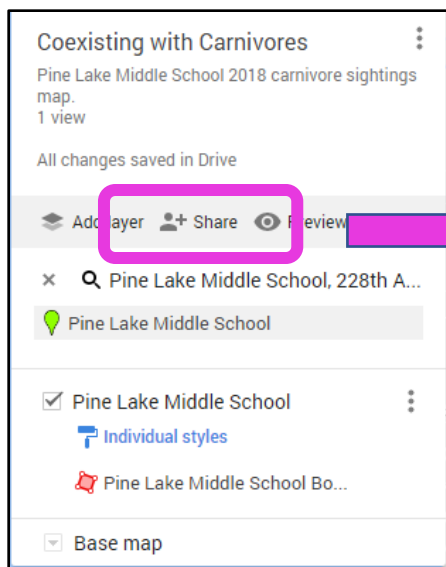 Coexisting with Carnivores
Pine Lake Middle School 2018 carnivore sightings
map.
1 view
All changes saved in Drive
Add layer Share Preview
Pine Lake Middle School, 228th A...
Pine Lake Middle School
Pine Lake Middle School
Individual styles
Pine Lake Middle School Bo...
Base map